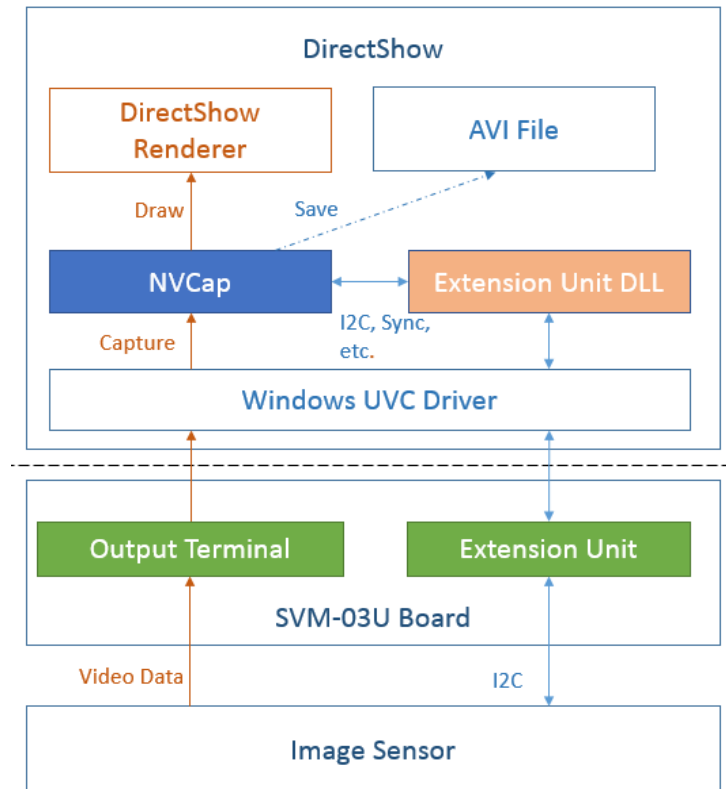 DirectShow
DirectShow
Renderer
AVI File
Draw
Save
NVCap
Extension Unit DLL
I2C, Sync,
etc.
Capture
Windows UVC Driver
Output Terminal
Extension Unit
SVM-03U Board
Video Data
I2C
Image Sensor